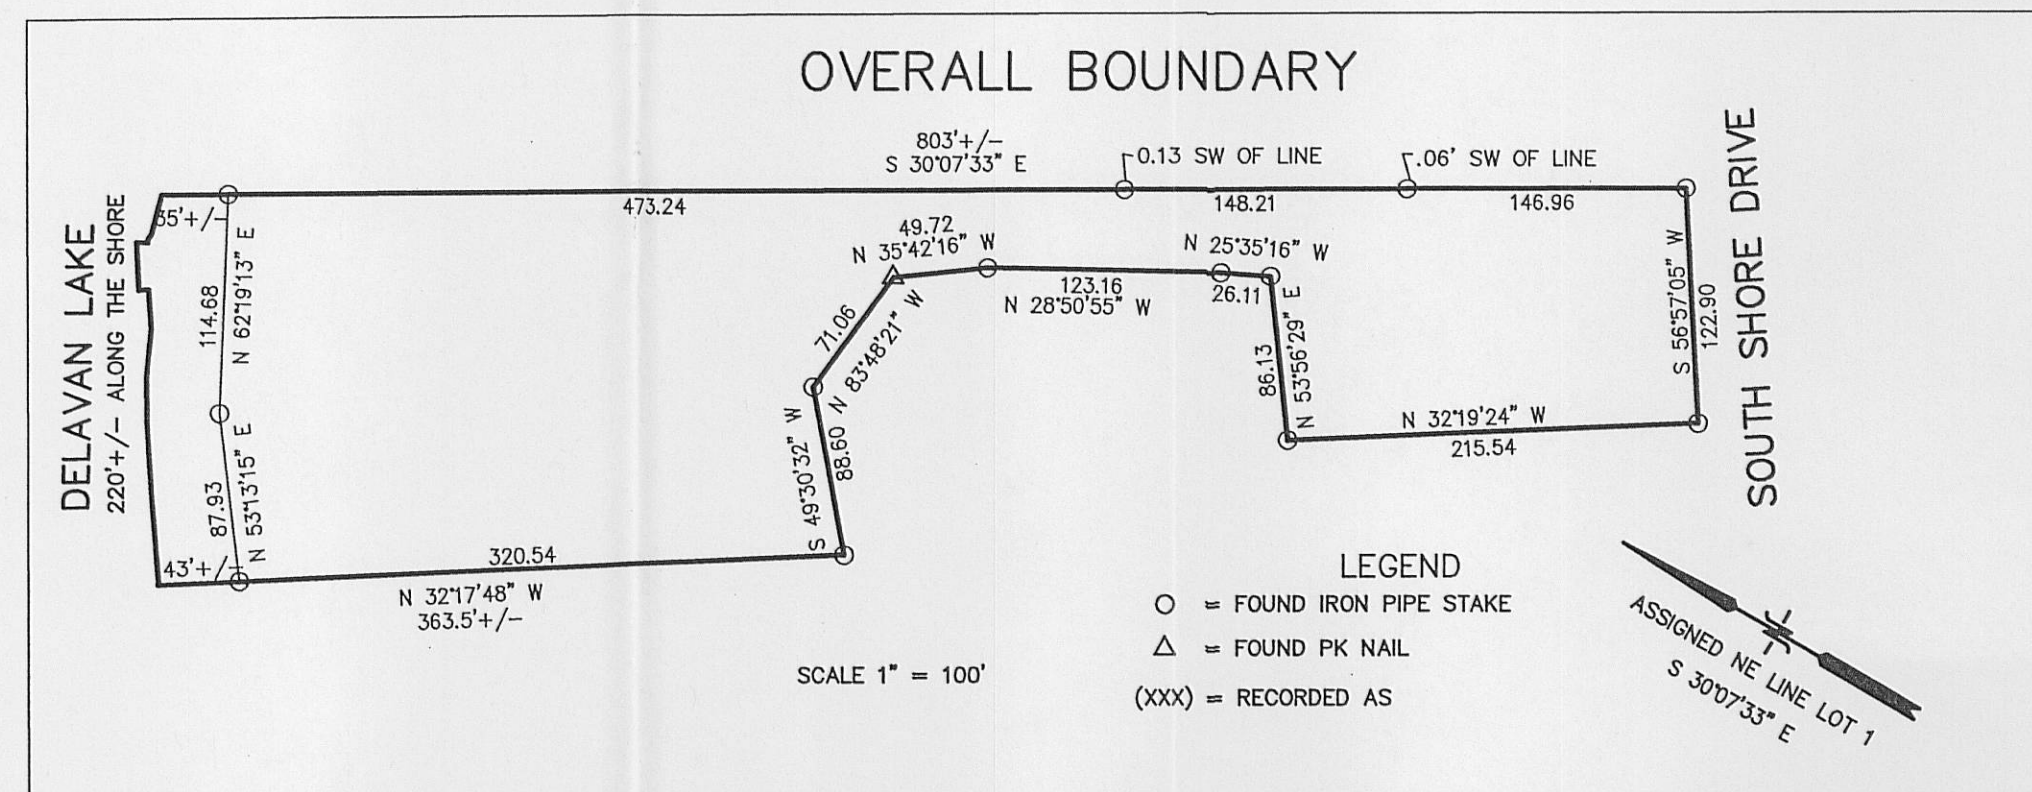 OVERALL BOUNDARY
803'+/-
S 30°07'33" E
0.13 SW OF LINE
.06' SW OF LINE
473.24
148.21
146.96
SOUTH SHORE DRIVE
DELAVAN LAKE
220'+/- ALONG THE SHORE
35'+/-
114.68
N 62°19'13" E
87.93
N 53°13'15" E
43'+/-
320.54
N 32°17'48" W
363.5'+/-
S 49°30'32" W
88.60
71.06
N 83°48'21" W
49.72
N 35°42'16" W
123.16
N 28°50'55" W
N 25°35'16" W
26.11
86.13
N 53°56'29" E
N 32°19'24" W
215.54
S 56°57'05" W
122.90
SCALE 1" = 100'
LEGEND
= FOUND IRON PIPE STAKE
= FOUND PK NAIL
(XXX) = RECORDED AS
ASSIGNED NE LINE LOT 1
S 30°07'33" E